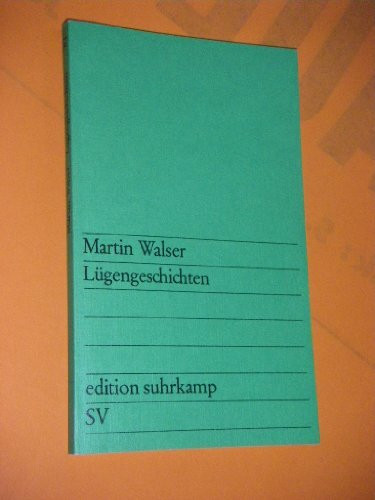 Martin Walser
Lügengeschichten
edition suhrkamp
SV